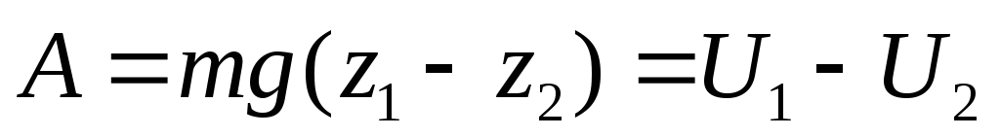 A = mg(z₁ - z₂) = U₁ - U₂